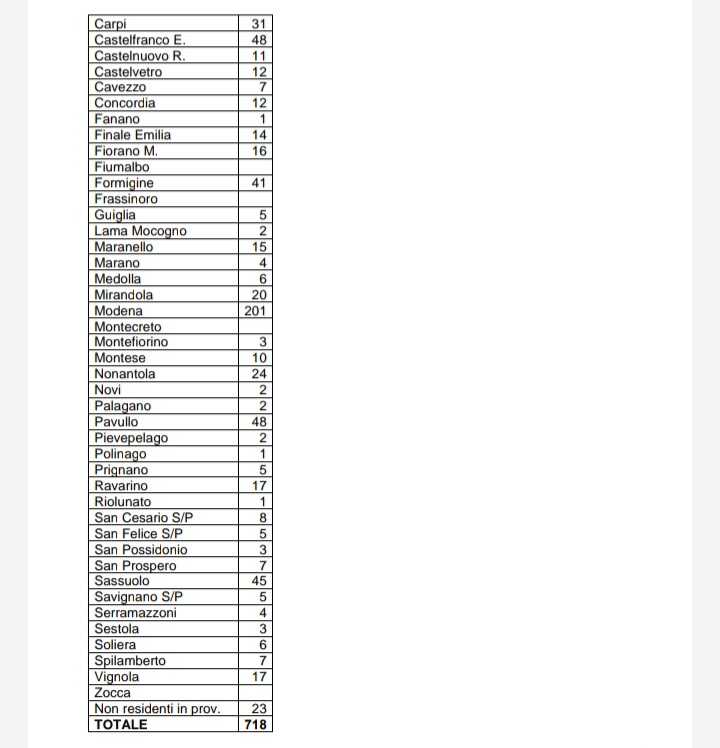 Carpi 31
Castelfranco E. 48
Castelnuovo R. 11
Castelvetro 12
Cavezzo 7
Concordia 12
Fanano 1
Finale Emilia 14
Fiorano M. 16
Fiumalbo
Formigine 41
Frassinoro
Guiglia 5
Lama Mocogno 2
Maranello 15
Marano 4
Medolla 6
Mirandola 20
Modena 201
Montecreto
Montefiorino 3
Montese 10
Nonantola 24
Novi 2
Palagano 2
Pavullo 48
Pievepelago 2
Polinago 1
Prignano 5
Ravarino 17
Riolunato 1
San Cesario S/P 8
San Felice S/P 5
San Possidonio 3
San Prospero 7
Sassuolo 45
Savignano S/P 5
Serramazzoni 4
Sestola 3
Soliera 6
Spilamberto 7
Vignola 17
Zocca
Non residenti in prov. 23
TOTALE 718